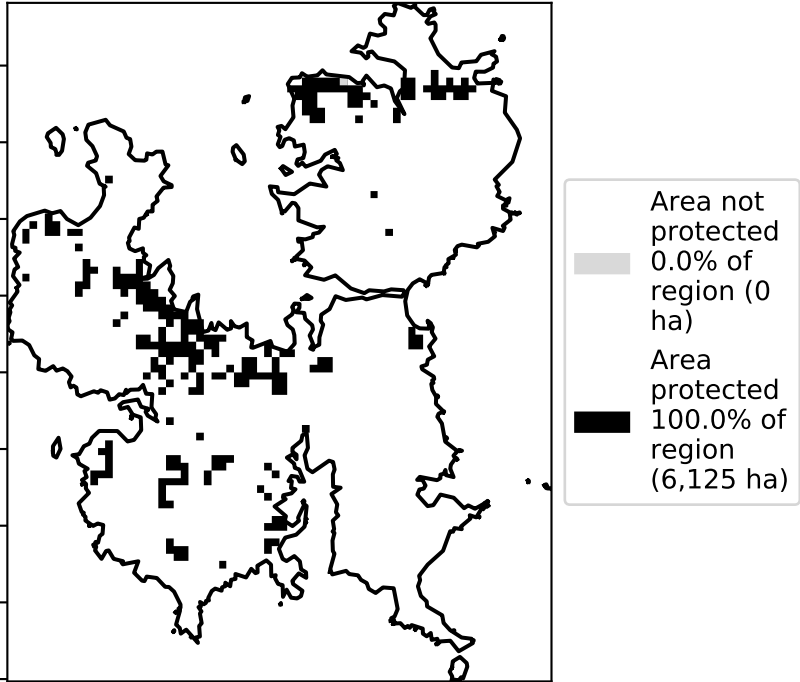 Area not
protected
0.0% of
region (0
ha)
Area
protected
100.0% of
region
(6,125 ha)